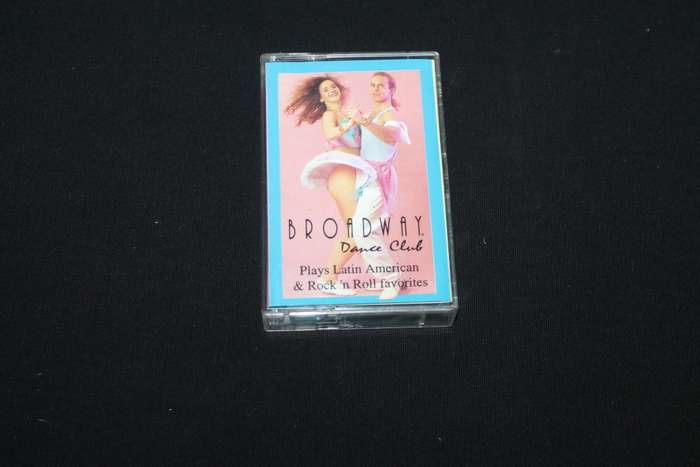 BROADWAY
Dance Club
Plays Latin American
& Rock 'n Roll favorites